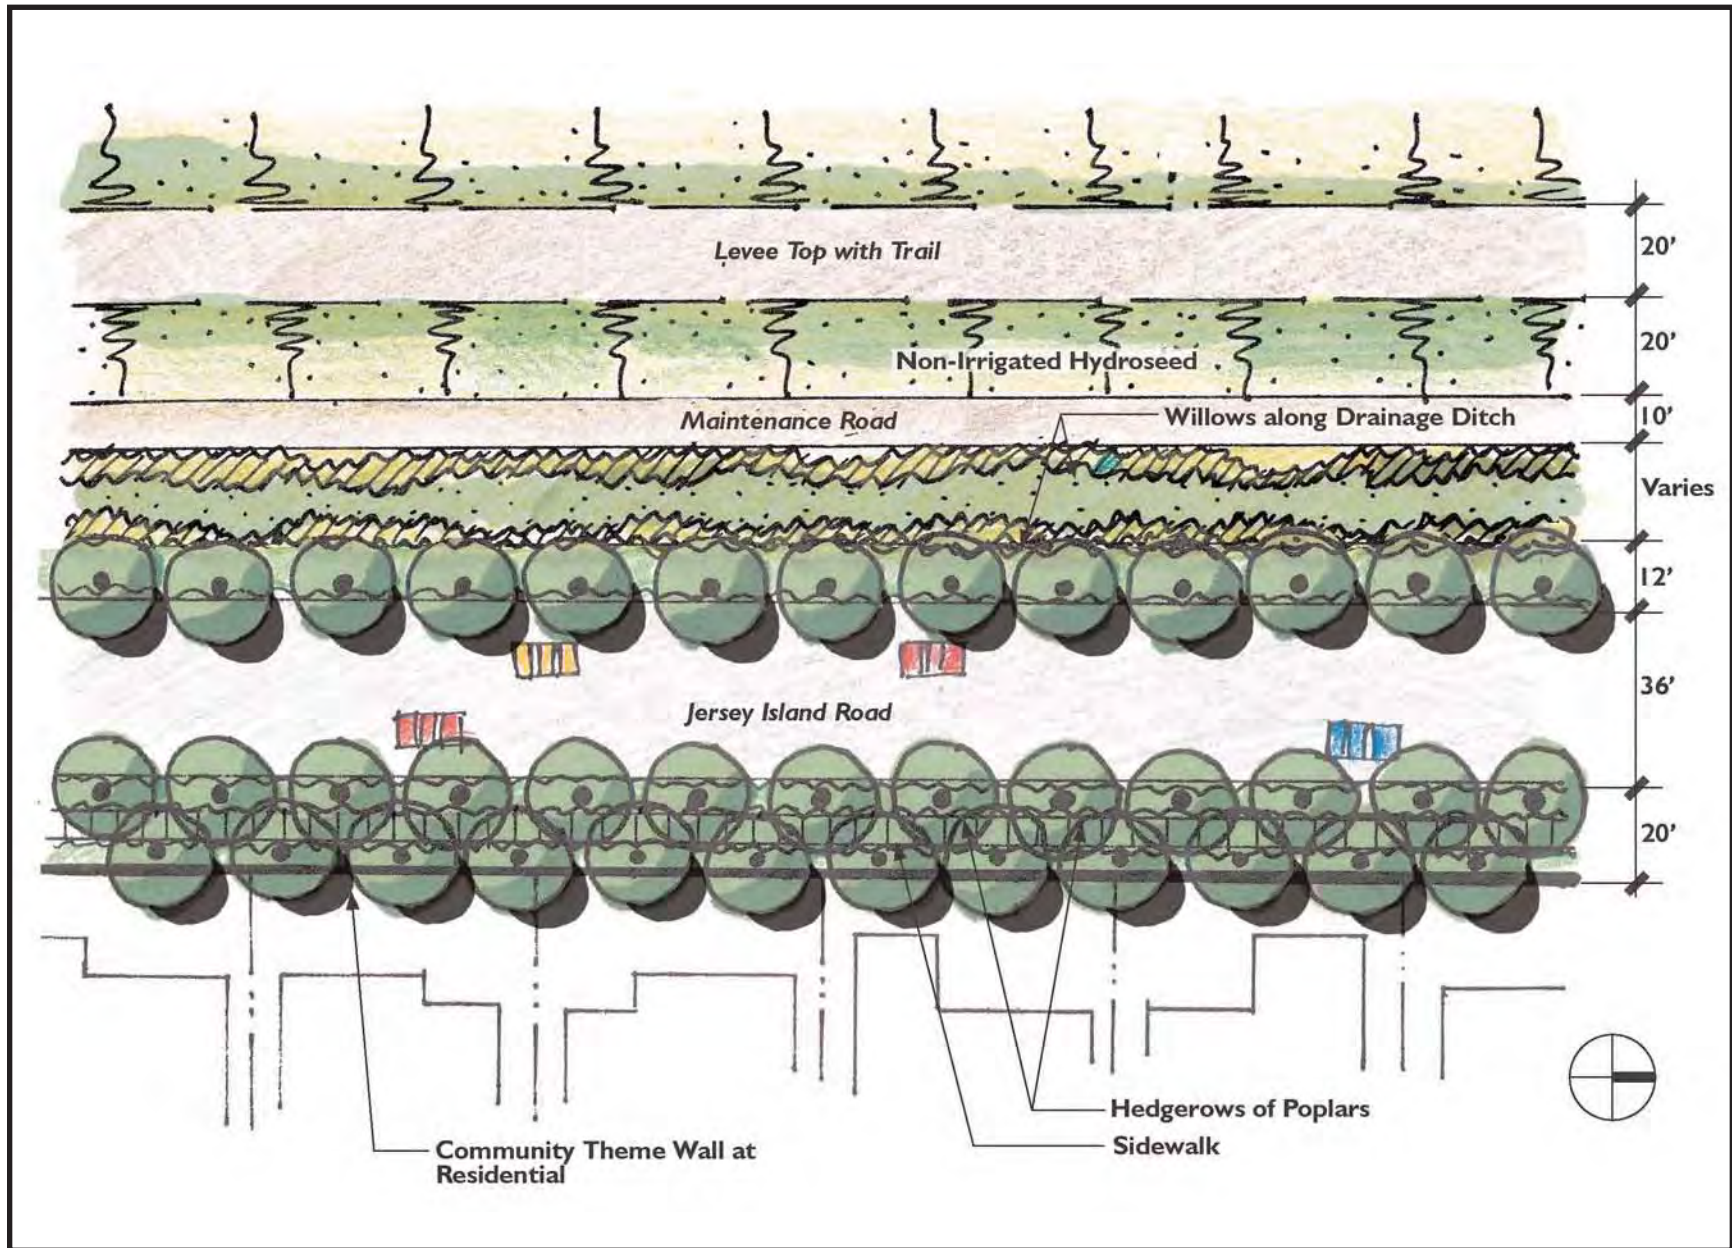 20'
Levee Top with Trail
20'
Non-Irrigated Hydroseed
10'
Maintenance Road
Willows along Drainage Ditch
Varies
12'
36'
Jersey Island Road
20'
Hedgerows of Poplars
Sidewalk
Community Theme Wall at
Residential